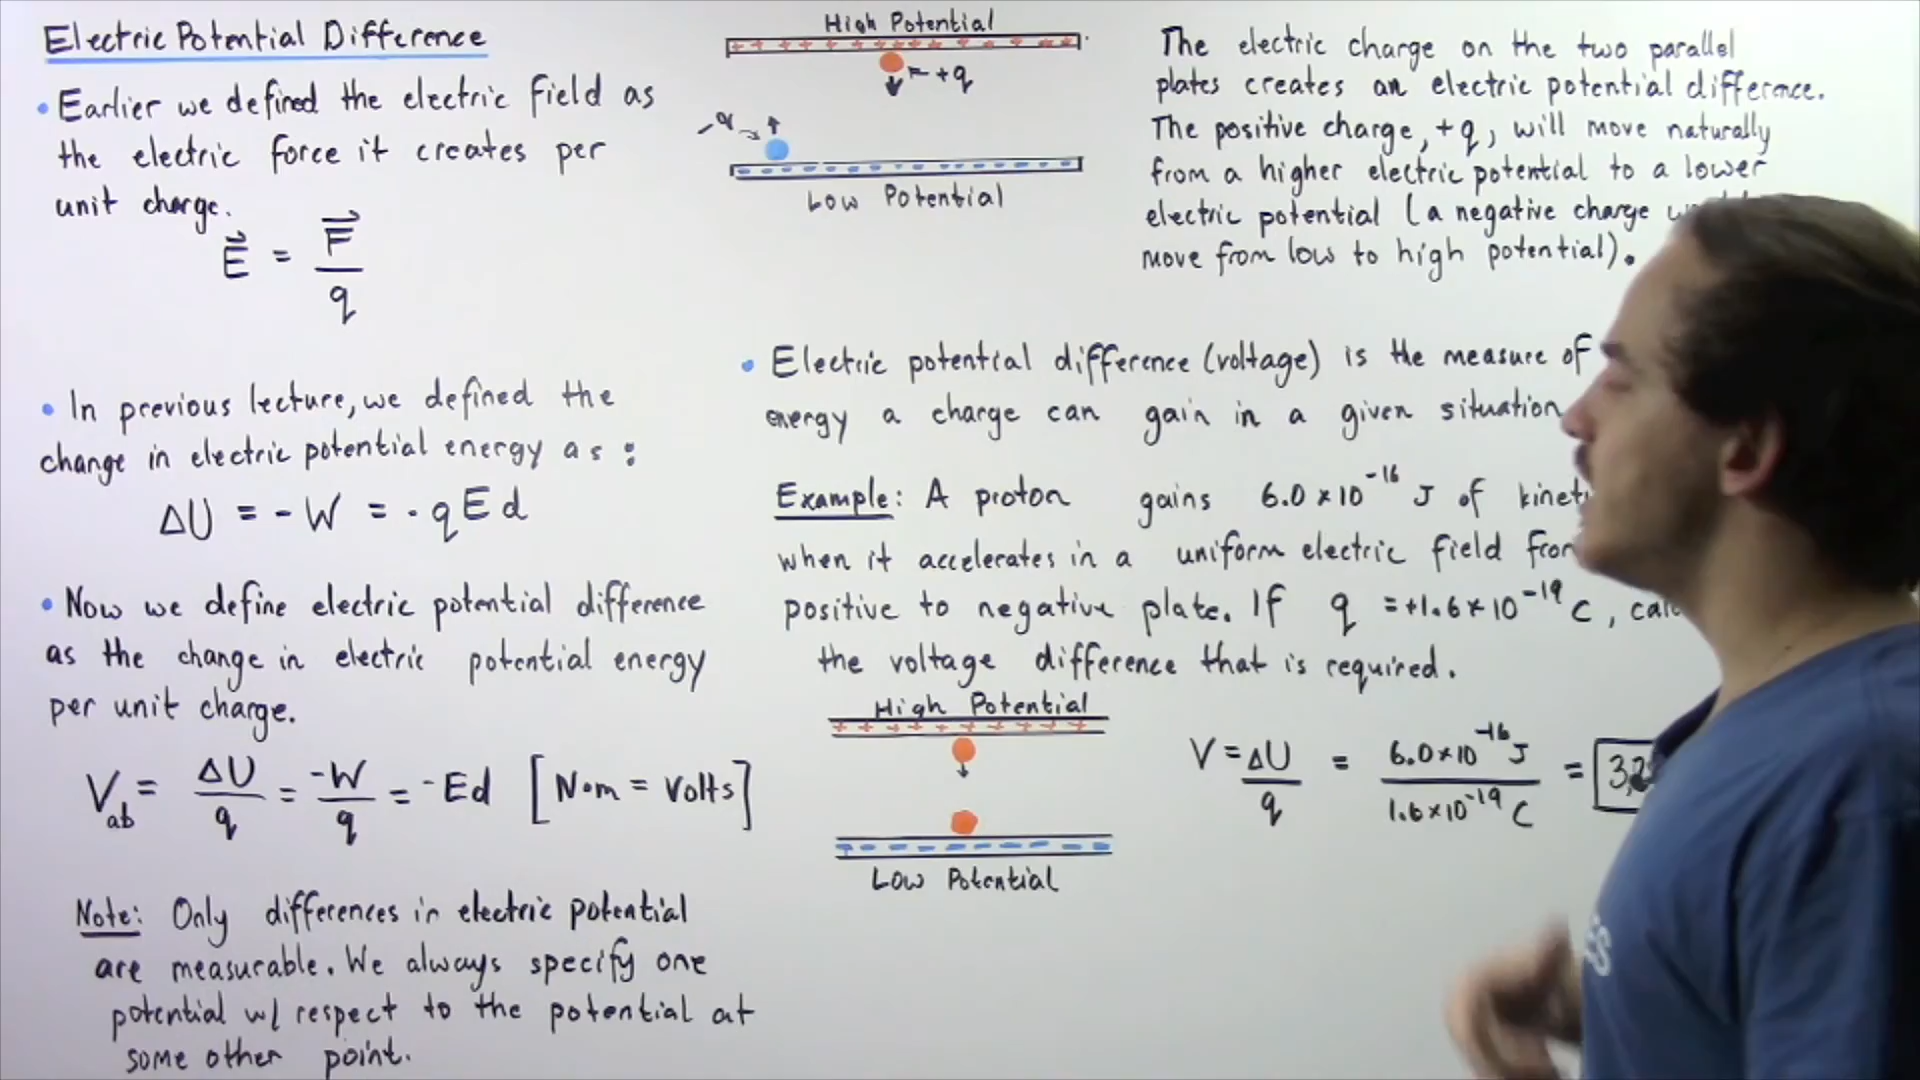 Electric Potential Difference
• Earlier we defined the electric field as
the electric force it creates per
unit charge.
E⃗ = F⃗ / q
• In previous lecture, we defined the
change in electric potential energy as:
ΔU = -W = -qEd
• Now we define electric potential difference
as the change in electric potential energy
per unit charge.
Vab = ΔU/q = -W/q = -Ed [N·m = Volts]
Note: Only differences in electric potential
are measurable. We always specify one
potential w/ respect to the potential at
some other point.
High Potential
+q
-q
Low Potential
The electric charge on the two parallel
plates creates an electric potential difference.
The positive charge, +q, will move naturally
from a higher electric potential to a lower
electric potential (a negative charge
move from low to high potential).
• Electric potential difference (voltage) is the measure of
energy a charge can gain in a given situation
Example: A proton gains 6.0×10⁻¹⁶ J of
when it accelerates in a uniform electric field
positive to negative plate. If q = +1.6×10⁻¹⁹ C,
the voltage difference that is required.
High Potential
Low Potential
V = ΔU/q = 6.0×10⁻¹⁶ J / 1.6×10⁻¹⁹ C =